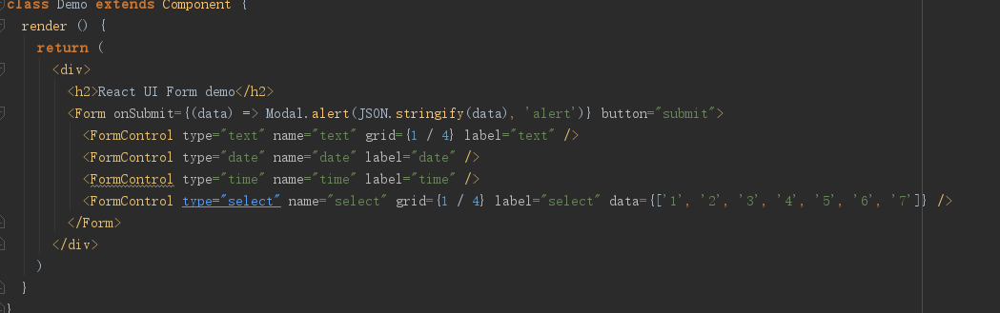 class Demo extends Component {
render () {
return (
<div>
<h2>React UI Form demo</h2>
<Form onSubmit={(data) => Modal.alert(JSON.stringify(data), 'alert')} button="submit">
<FormControl type="text" name="text" grid={1 / 4} label="text" />
<FormControl type="date" name="date" label="date" />
<FormControl type="time" name="time" label="time" />
<FormControl type="select" name="select" grid={1 / 4} label="select" data={['1', '2', '3', '4', '5', '6', '7']} />
</Form>
</div>
)
}
}